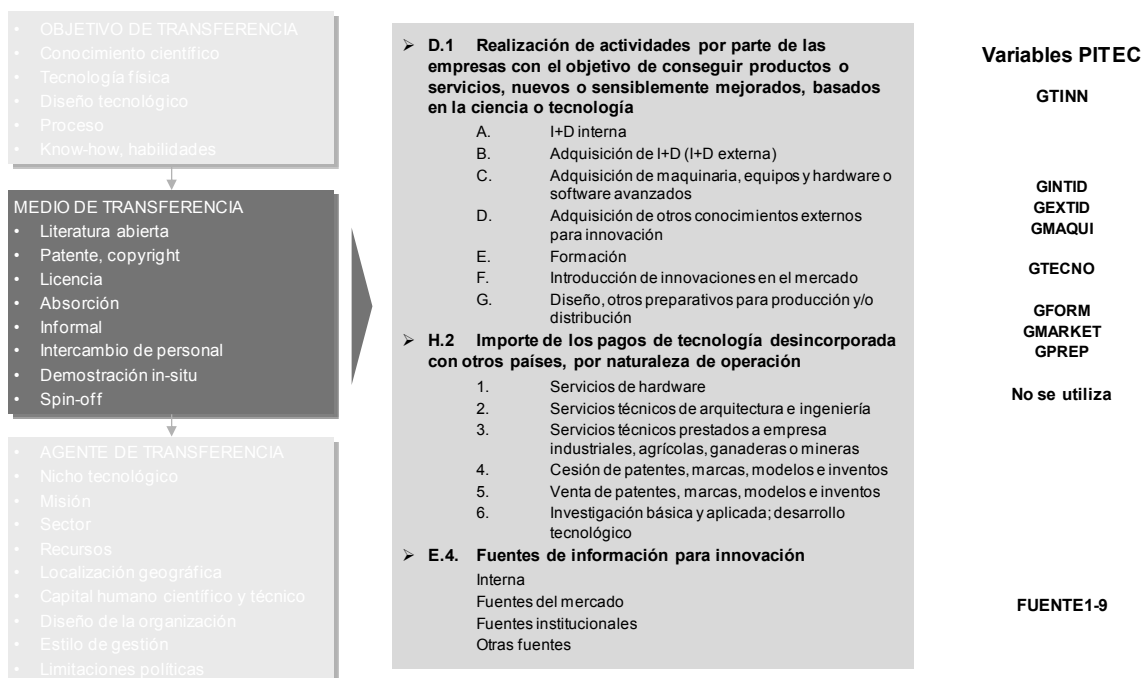 • OBJETIVO DE TRANSFERENCIA
• Conocimiento científico
• Tecnología física
• Diseño tecnológico
• Proceso
• Know-how, habilidades
MEDIO DE TRANSFERENCIA
• Literatura abierta
• Patente, copyright
• Licencia
• Absorción
• Informal
• Intercambio de personal
• Demostración in-situ
• Spin-off
• AGENTE DE TRANSFERENCIA
• Nicho tecnológico
• Misión
• Sector
• Recursos
• Localización geográfica
• Capital humano científico y técnico
• Diseño de la organización
• Estilo de gestión
• Limitaciones políticas
➢ D.1 Realización de actividades por parte de las
empresas con el objetivo de conseguir productos o
servicios, nuevos o sensiblemente mejorados, basados
en la ciencia o tecnología
A. I+D interna
B. Adquisición de I+D (I+D externa)
C. Adquisición de maquinaria, equipos y hardware o
software avanzados
D. Adquisición de otros conocimientos externos
para innovación
E. Formación
F. Introducción de innovaciones en el mercado
G. Diseño, otros preparativos para producción y/o
distribución
➢ H.2 Importe de los pagos de tecnología desincorporada
con otros países, por naturaleza de operación
1. Servicios de hardware
2. Servicios técnicos de arquitectura e ingeniería
3. Servicios técnicos prestados a empresa
industriales, agrícolas, ganaderas o mineras
4. Cesión de patentes, marcas, modelos e inventos
5. Venta de patentes, marcas, modelos e inventos
6. Investigación básica y aplicada; desarrollo
tecnológico
➢ E.4. Fuentes de información para innovación
Interna
Fuentes del mercado
Fuentes institucionales
Otras fuentes
Variables PITEC
GTINN
GINTID
GEXTID
GMAQUI
GTECNO
GFORM
GMARKET
GPREP
No se utiliza
FUENTE1-9